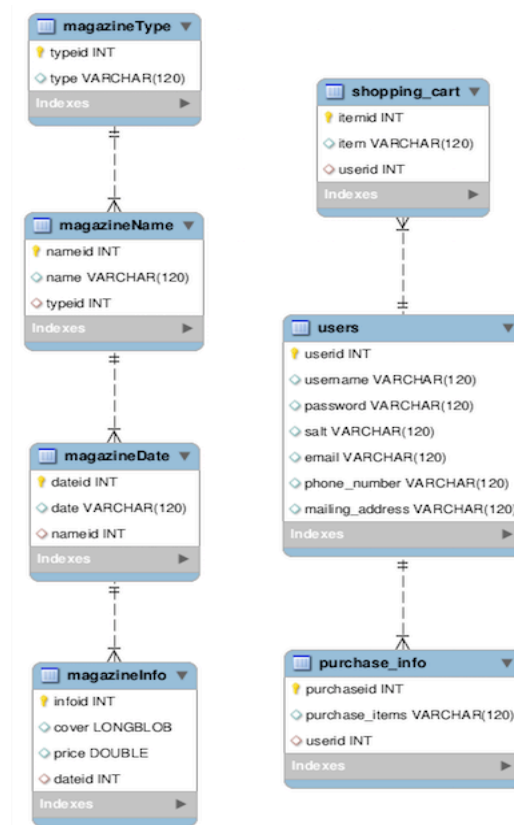 magazineType
typeid INT
type VARCHAR(120)
Indexes
magazineName
nameid INT
name VARCHAR(120)
typeid INT
Indexes
magazineDate
dateid INT
date VARCHAR(120)
nameid INT
Indexes
magazineInfo
infoid INT
cover LONGBLOB
price DOUBLE
dateid INT
Indexes
shopping_cart
itemid INT
item VARCHAR(120)
userid INT
Indexes
users
userid INT
username VARCHAR(120)
password VARCHAR(120)
salt VARCHAR(120)
email VARCHAR(120)
phone_number VARCHAR(120)
mailing_address VARCHAR(120)
Indexes
purchase_info
purchaseid INT
purchase_items VARCHAR(120)
userid INT
Indexes